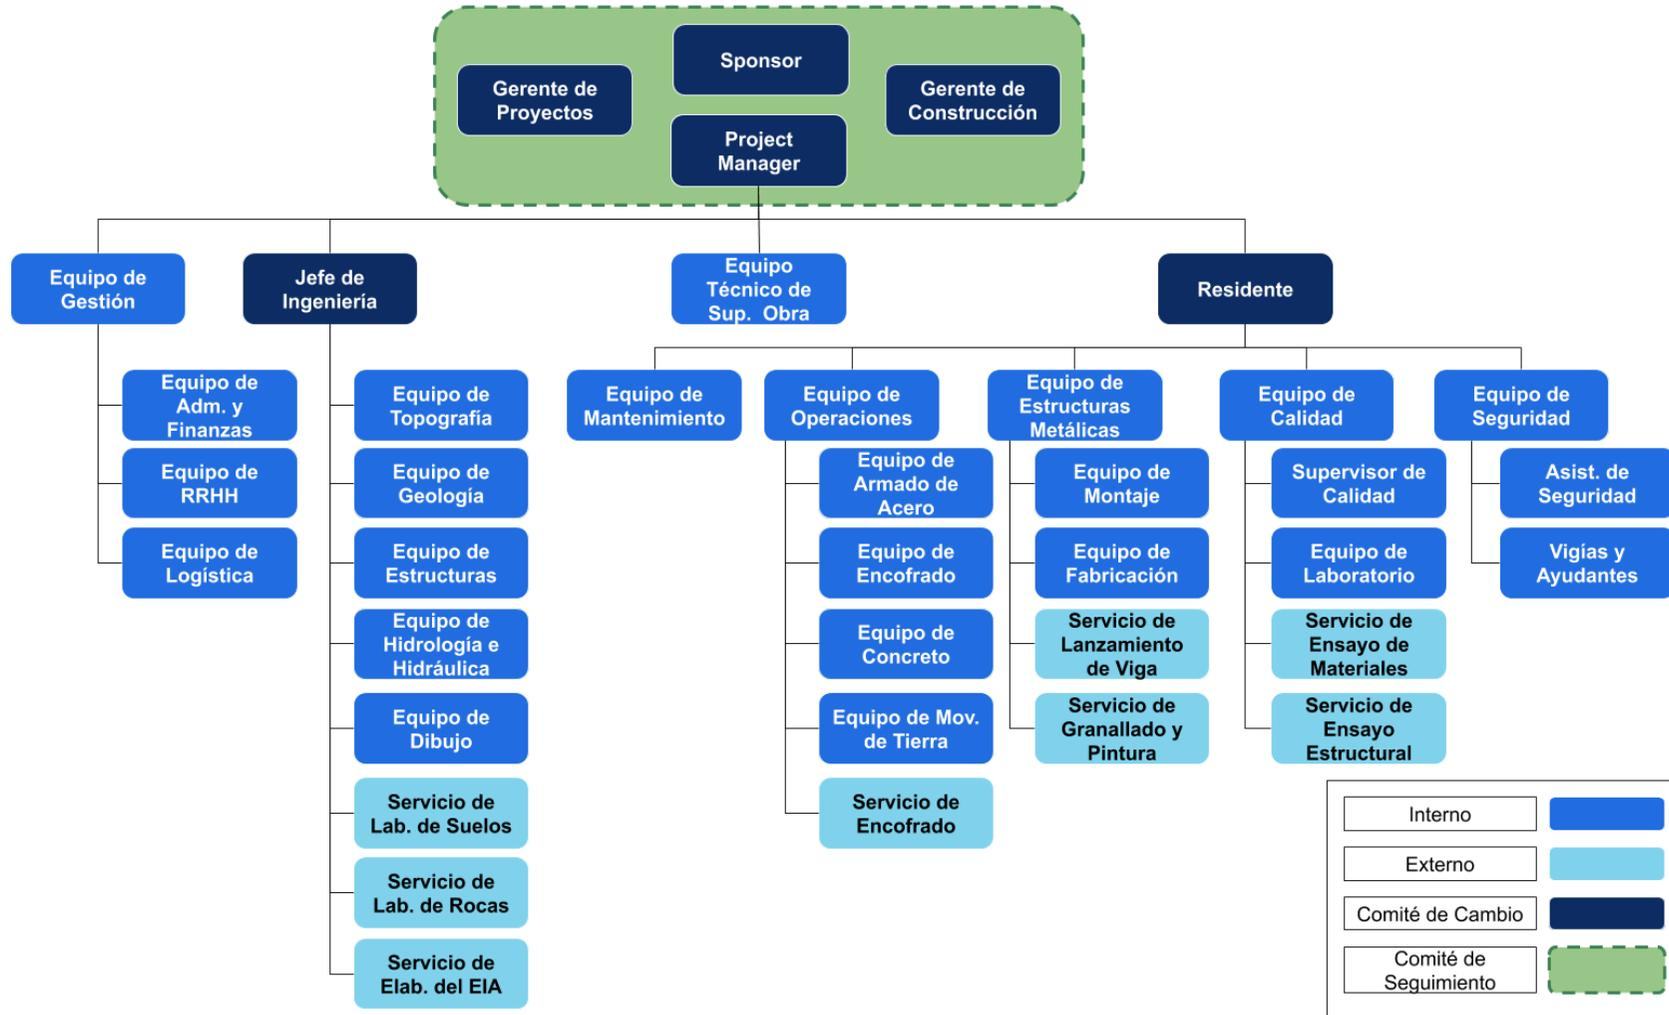 Sponsor
Gerente de
Proyectos
Gerente de
Construcción
Project
Manager
Equipo de
Gestión
Jefe de
Ingeniería
Equipo
Técnico de
Sup.  Obra
Residente
Equipo de
Adm. y
Finanzas
Equipo de
RRHH
Equipo de
Logística
Equipo de
Topografía
Equipo de
Geología
Equipo de
Estructuras
Equipo de
Hidrología e
Hidráulica
Equipo de
Dibujo
Servicio de
Lab. de Suelos
Servicio de
Lab. de Rocas
Servicio de
Elab. del EIA
Equipo de
Mantenimiento
Equipo de
Operaciones
Equipo de
Armado de
Acero
Equipo de
Encofrado
Equipo de
Concreto
Equipo de Mov.
de Tierra
Servicio de
Encofrado
Equipo de
Estructuras
Metálicas
Equipo de
Montaje
Equipo de
Fabricación
Servicio de
Lanzamiento
de Viga
Servicio de
Granallado y
Pintura
Equipo de
Calidad
Supervisor de
Calidad
Equipo de
Laboratorio
Servicio de
Ensayo de
Materiales
Servicio de
Ensayo
Estructural
Equipo de
Seguridad
Asist. de
Seguridad
Vigías y
Ayudantes
Interno
Externo
Comité de Cambio
Comité de
Seguimiento